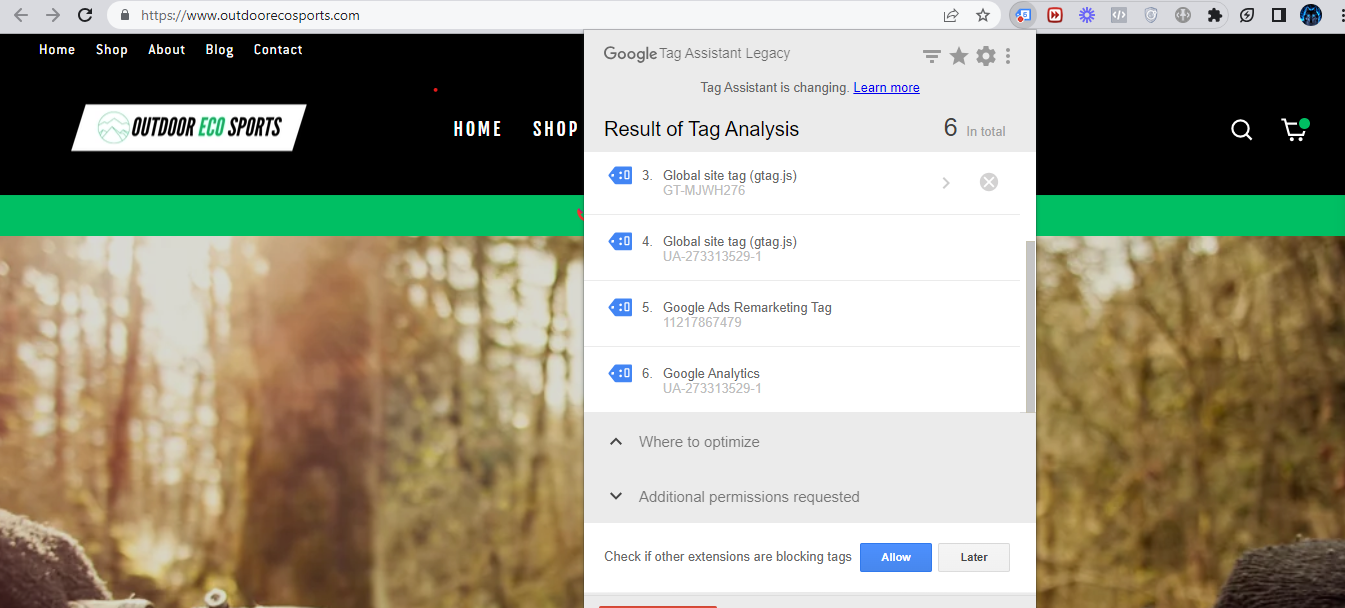 https://www.outdoorecosports.com
Home Shop About Blog Contact
OUTDOOR ECO SPORTS
HOME SHOP
Google Tag Assistant Legacy
Tag Assistant is changing. Learn more
Result of Tag Analysis 6 In total
3. Global site tag (gtag.js)
GT-MJWH276
4. Global site tag (gtag.js)
UA-273313529-1
5. Google Ads Remarketing Tag
11217867479
6. Google Analytics
UA-273313529-1
Where to optimize
Additional permissions requested
Check if other extensions are blocking tags Allow Later